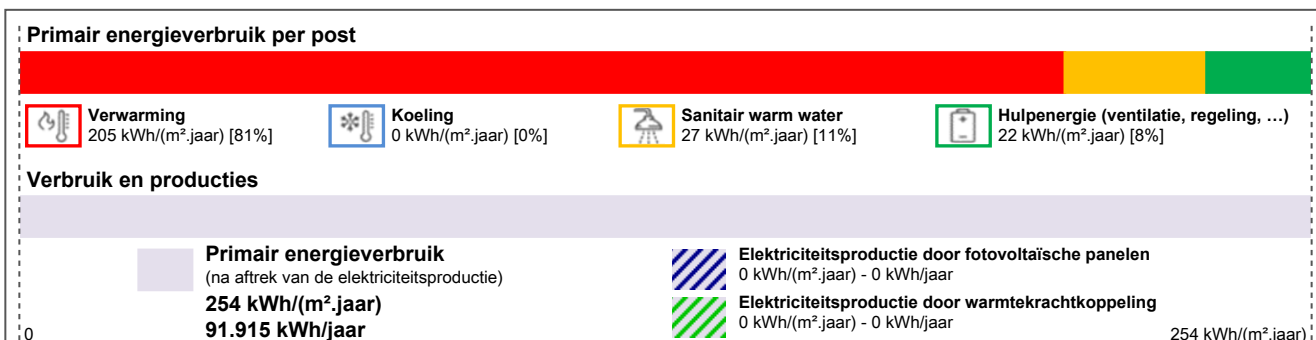 Primair energieverbruik per post
Verwarming
205 kWh/(m².jaar) [81%]
Koeling
0 kWh/(m².jaar) [0%]
Sanitair warm water
27 kWh/(m².jaar) [11%]
Hulpenergie (ventilatie, regeling, …)
22 kWh/(m².jaar) [8%]
Verbruik en producties
Primair energieverbruik
(na aftrek van de elektriciteitsproductie)
254 kWh/(m².jaar)
91.915 kWh/jaar
Elektriciteitsproductie door fotovoltaïsche panelen
0 kWh/(m².jaar) - 0 kWh/jaar
Elektriciteitsproductie door warmtekrachtkoppeling
0 kWh/(m².jaar) - 0 kWh/jaar
0
254 kWh/(m².jaar)